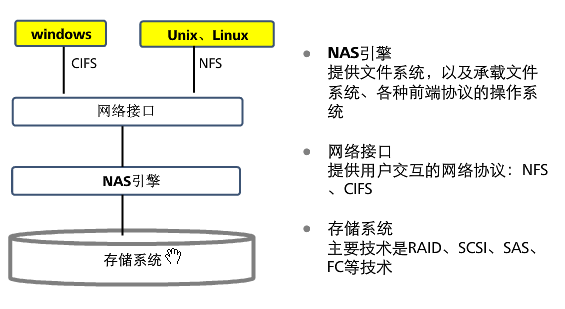 windows
Unix、Linux
CIFS
NFS
网络接口
NAS引擎
存储系统
NAS引擎
提供文件系统，以及承载文件
系统、各种前端协议的操作系
统
网络接口
提供用户交互的网络协议：NFS
、CIFS
存储系统
主要技术是RAID、SCSI、SAS、
FC等技术